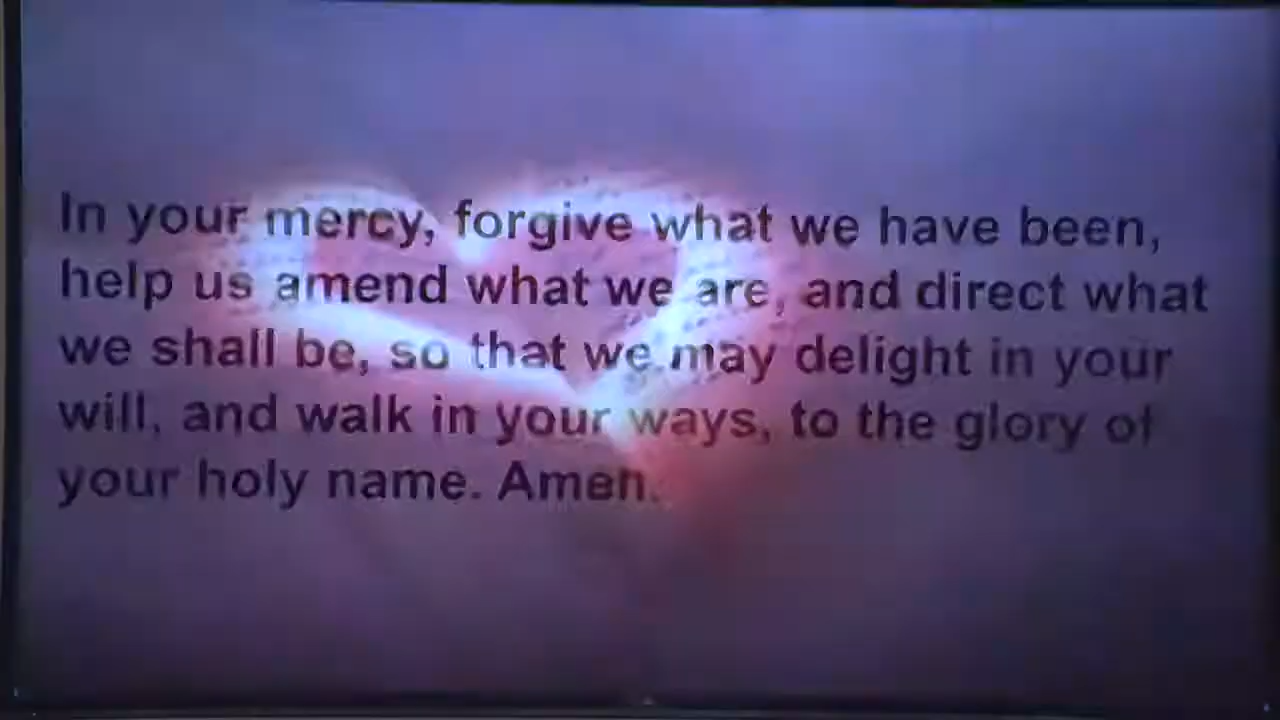 In your mercy, forgive what we have been,
help us amend what we are, and direct what
we shall be, so that we may delight in your
will, and walk in your ways, to the glory of
your holy name. Amen.